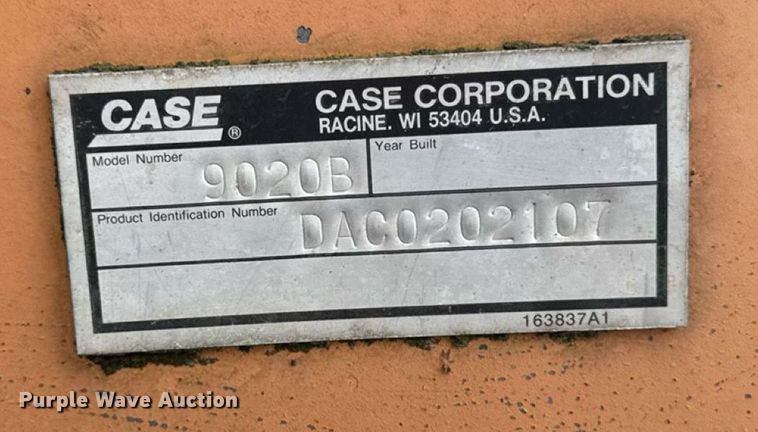 CASE ®
CASE CORPORATION
RACINE. WI 53404 U.S.A.
Model Number 9020B
Year Built
Product Identification Number DAC0202107
163837A1
Purple Wave Auction